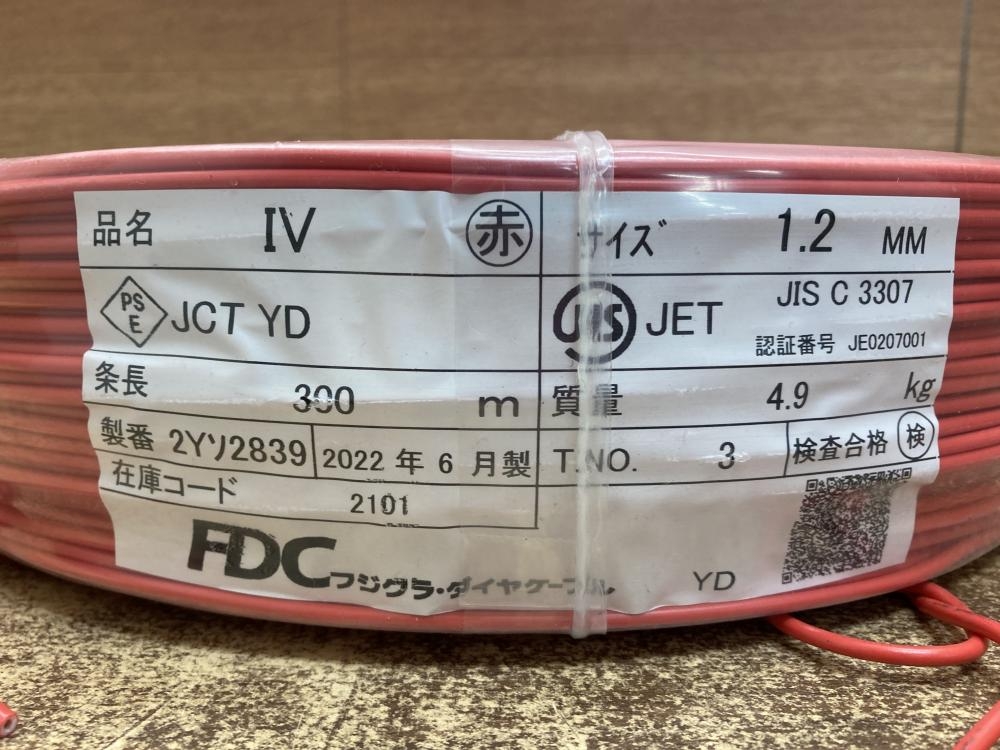 品名 IV 赤 サイズ 1.2 MM
PS E JCT YD JIS JET JIS C 3307
認証番号 JE0207001
条長 300 m 質量 4.9 kg
製番 2Yソ2839 2022 年 6 月製 T.NO. 3 検査合格 検
在庫コード 2101
FDC フジクラ・ダイヤケーブル YD